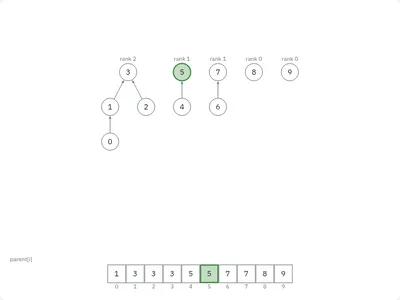 rank 2 rank 1 rank 1 rank 0 rank 0
3 5 7 8 9
1 2 4 6
0
parent[i]
1 3 3 3 5 5 7 7 8 9
0 1 2 3 4 5 6 7 8 9